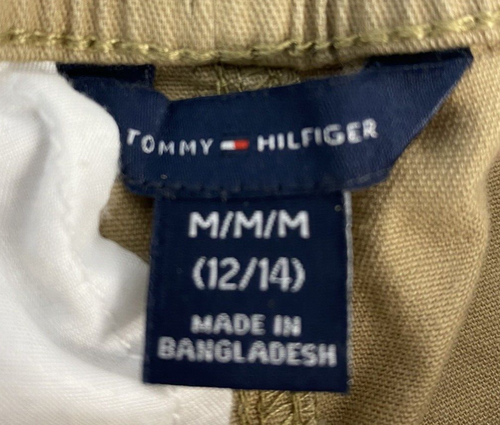 TOMMY HILFIGER
M/M/M
(12/14)
MADE IN
BANGLADESH